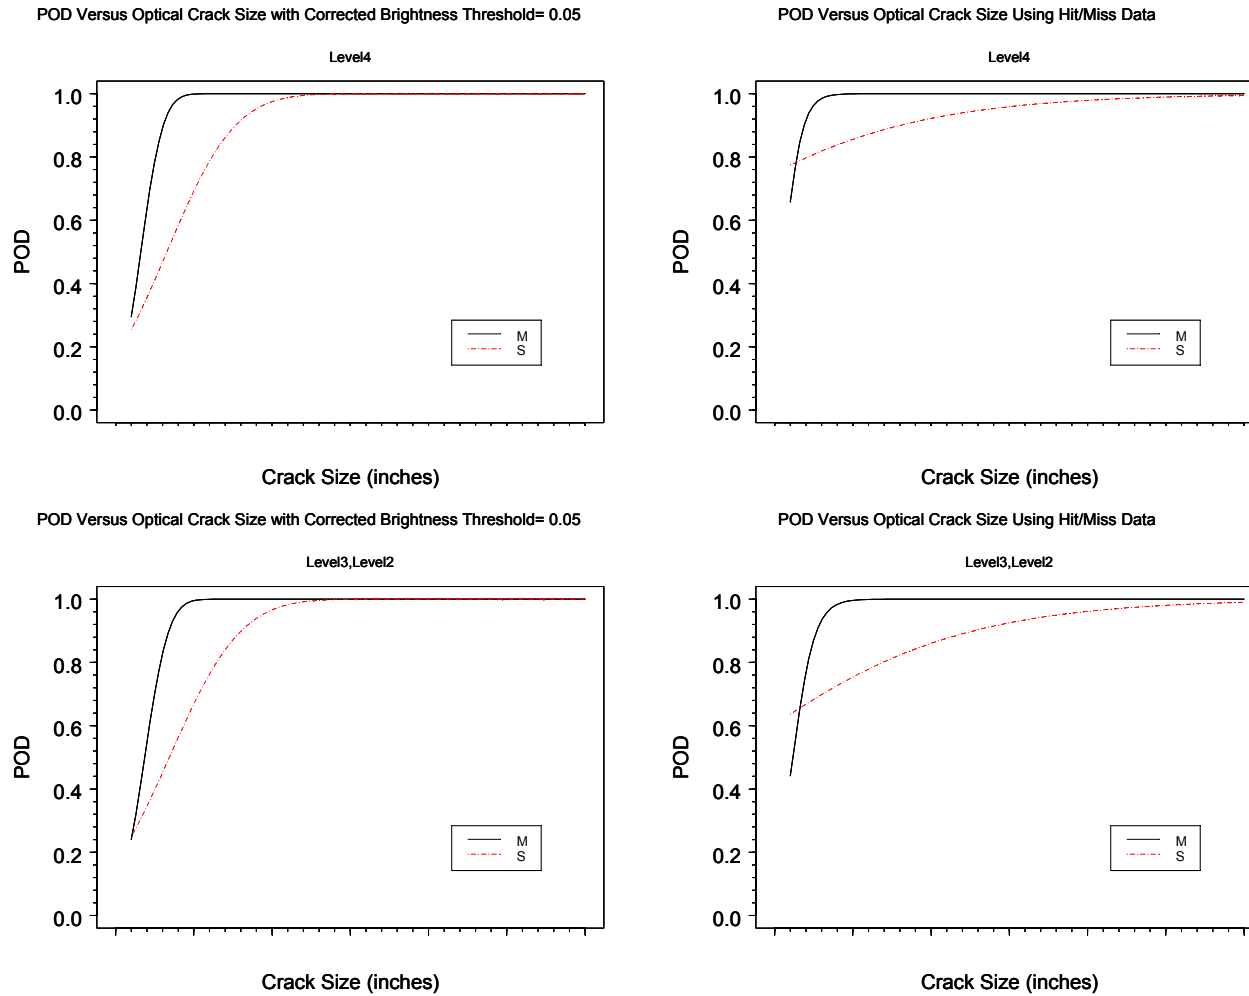 POD Versus Optical Crack Size with Corrected Brightness Threshold= 0.05
Level4
1.0
0.8
0.6
0.4
0.2
0.0
POD
M
S
Crack Size (inches)
POD Versus Optical Crack Size Using Hit/Miss Data
Level4
1.0
0.8
0.6
0.4
0.2
0.0
POD
M
S
Crack Size (inches)
POD Versus Optical Crack Size with Corrected Brightness Threshold= 0.05
Level3,Level2
1.0
0.8
0.6
0.4
0.2
0.0
POD
M
S
Crack Size (inches)
POD Versus Optical Crack Size Using Hit/Miss Data
Level3,Level2
1.0
0.8
0.6
0.4
0.2
0.0
POD
M
S
Crack Size (inches)